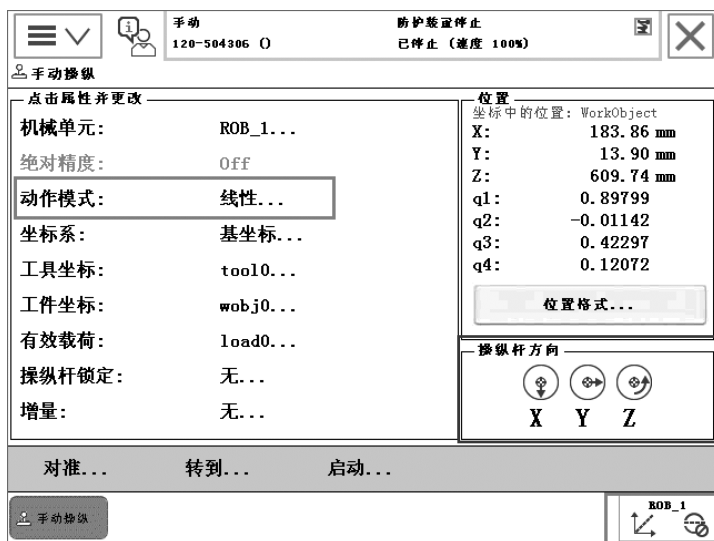 手动
120-504306 ()
防护装置停止
已停止 (速度 100%)
手动操纵
点击属性并更改
机械单元: ROB_1...
绝对精度: Off
动作模式: 线性...
坐标系: 基坐标...
工具坐标: tool0...
工件坐标: wobj0...
有效载荷: load0...
操纵杆锁定: 无...
增量: 无...
位置
坐标中的位置: WorkObject
X: 183.86 mm
Y: 13.90 mm
Z: 609.74 mm
q1: 0.89799
q2: -0.01142
q3: 0.42297
q4: 0.12072
位置格式...
操纵杆方向
X Y Z
对准... 转到... 启动...
手动操纵
ROB_1